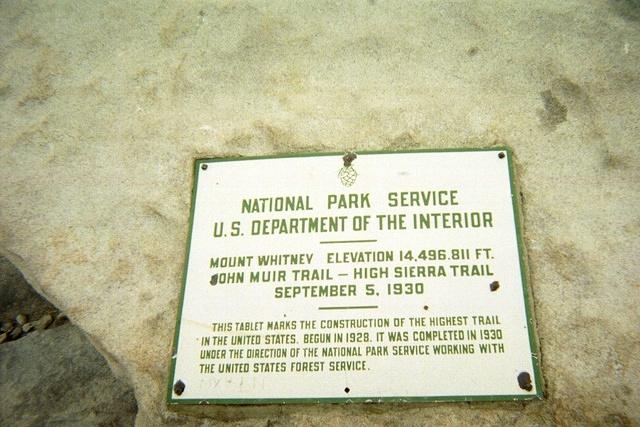 NATIONAL PARK SERVICE
U.S. DEPARTMENT OF THE INTERIOR
MOUNT WHITNEY ELEVATION 14,496.811 FT.
JOHN MUIR TRAIL — HIGH SIERRA TRAIL
SEPTEMBER 5, 1930
THIS TABLET MARKS THE CONSTRUCTION OF THE HIGHEST TRAIL
IN THE UNITED STATES. BEGUN IN 1928. IT WAS COMPLETED IN 1930
UNDER THE DIRECTION OF THE NATIONAL PARK SERVICE WORKING WITH
THE UNITED STATES FOREST SERVICE.